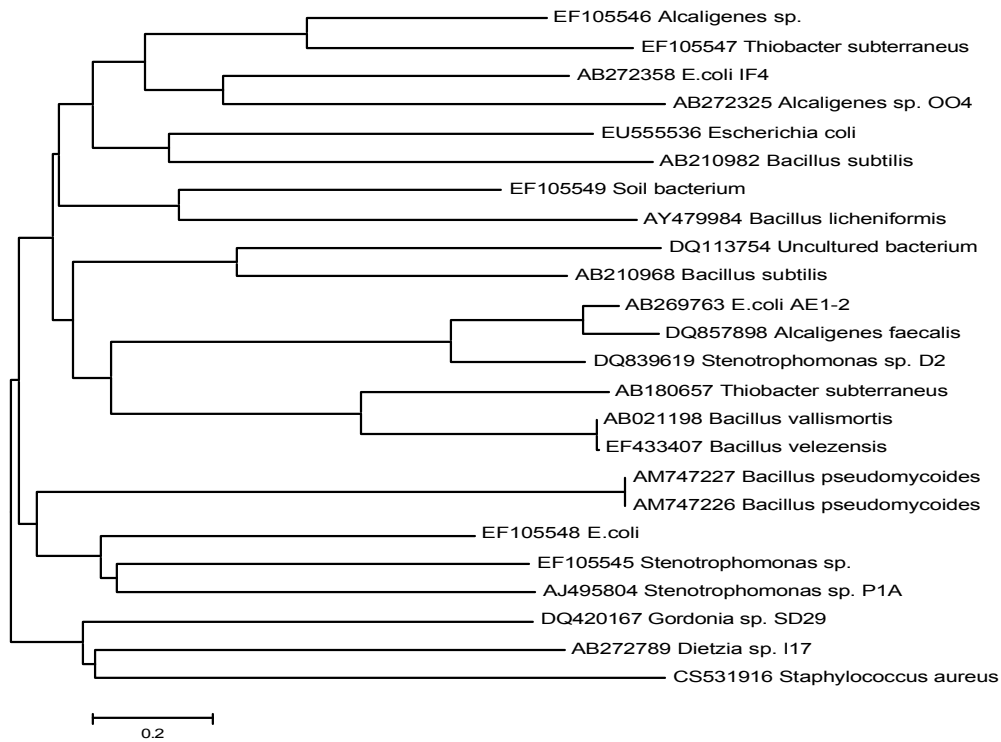 EF105546 Alcaligenes sp.
EF105547 Thiobacter subterraneus
AB272358 E.coli IF4
AB272325 Alcaligenes sp. OO4
EU555536 Escherichia coli
AB210982 Bacillus subtilis
EF105549 Soil bacterium
AY479984 Bacillus licheniformis
DQ113754 Uncultured bacterium
AB210968 Bacillus subtilis
AB269763 E.coli AE1-2
DQ857898 Alcaligenes faecalis
DQ839619 Stenotrophomonas sp. D2
AB180657 Thiobacter subterraneus
AB021198 Bacillus vallismortis
EF433407 Bacillus velezensis
AM747227 Bacillus pseudomycoides
AM747226 Bacillus pseudomycoides
EF105548 E.coli
EF105545 Stenotrophomonas sp.
AJ495804 Stenotrophomonas sp. P1A
DQ420167 Gordonia sp. SD29
AB272789 Dietzia sp. I17
CS531916 Staphylococcus aureus
0.2